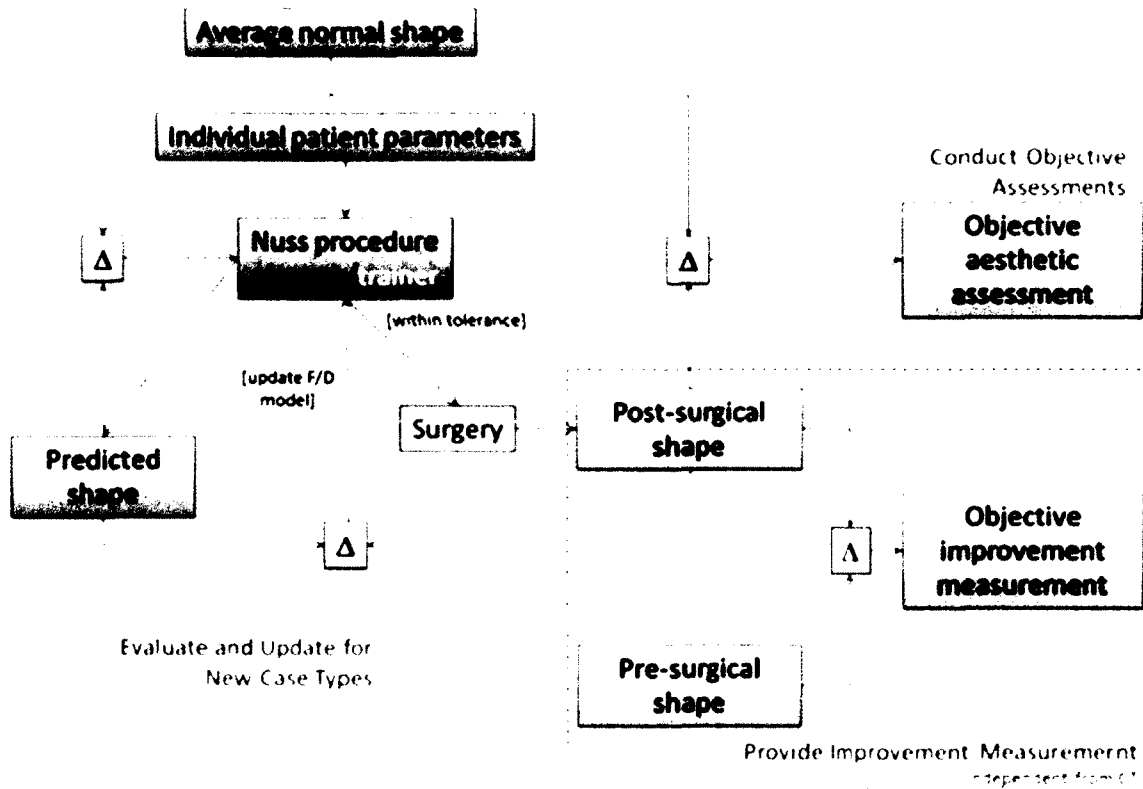 Average normal shape
Individual patient parameters
Conduct Objective
Assessments
Δ
Nuss procedure
trainer
Δ
Objective
aesthetic
assessment
[within tolerance]
[update F/D
model]
Surgery
Post-surgical
shape
Predicted
shape
Δ
Δ
Objective
improvement
measurement
Evaluate and Update for
New Case Types
Pre-surgical
shape
Provide Improvement Measuremernt
from